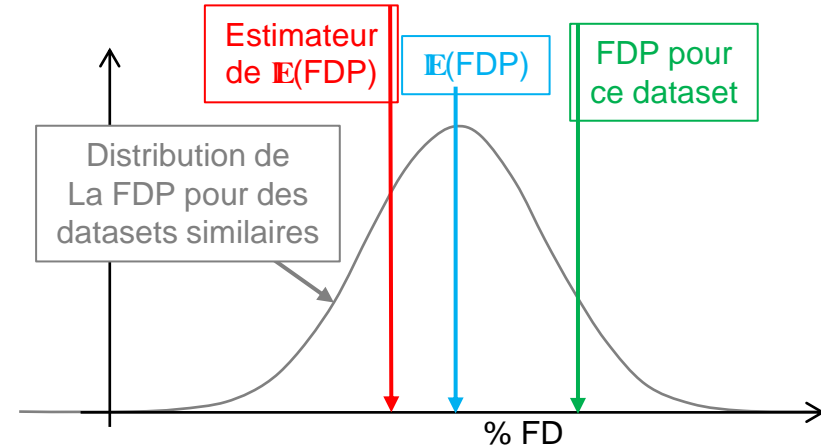 Estimateur
de 𝔼(FDP)
𝔼(FDP)
FDP pour
ce dataset
Distribution de
La FDP pour des
datasets similaires
% FD